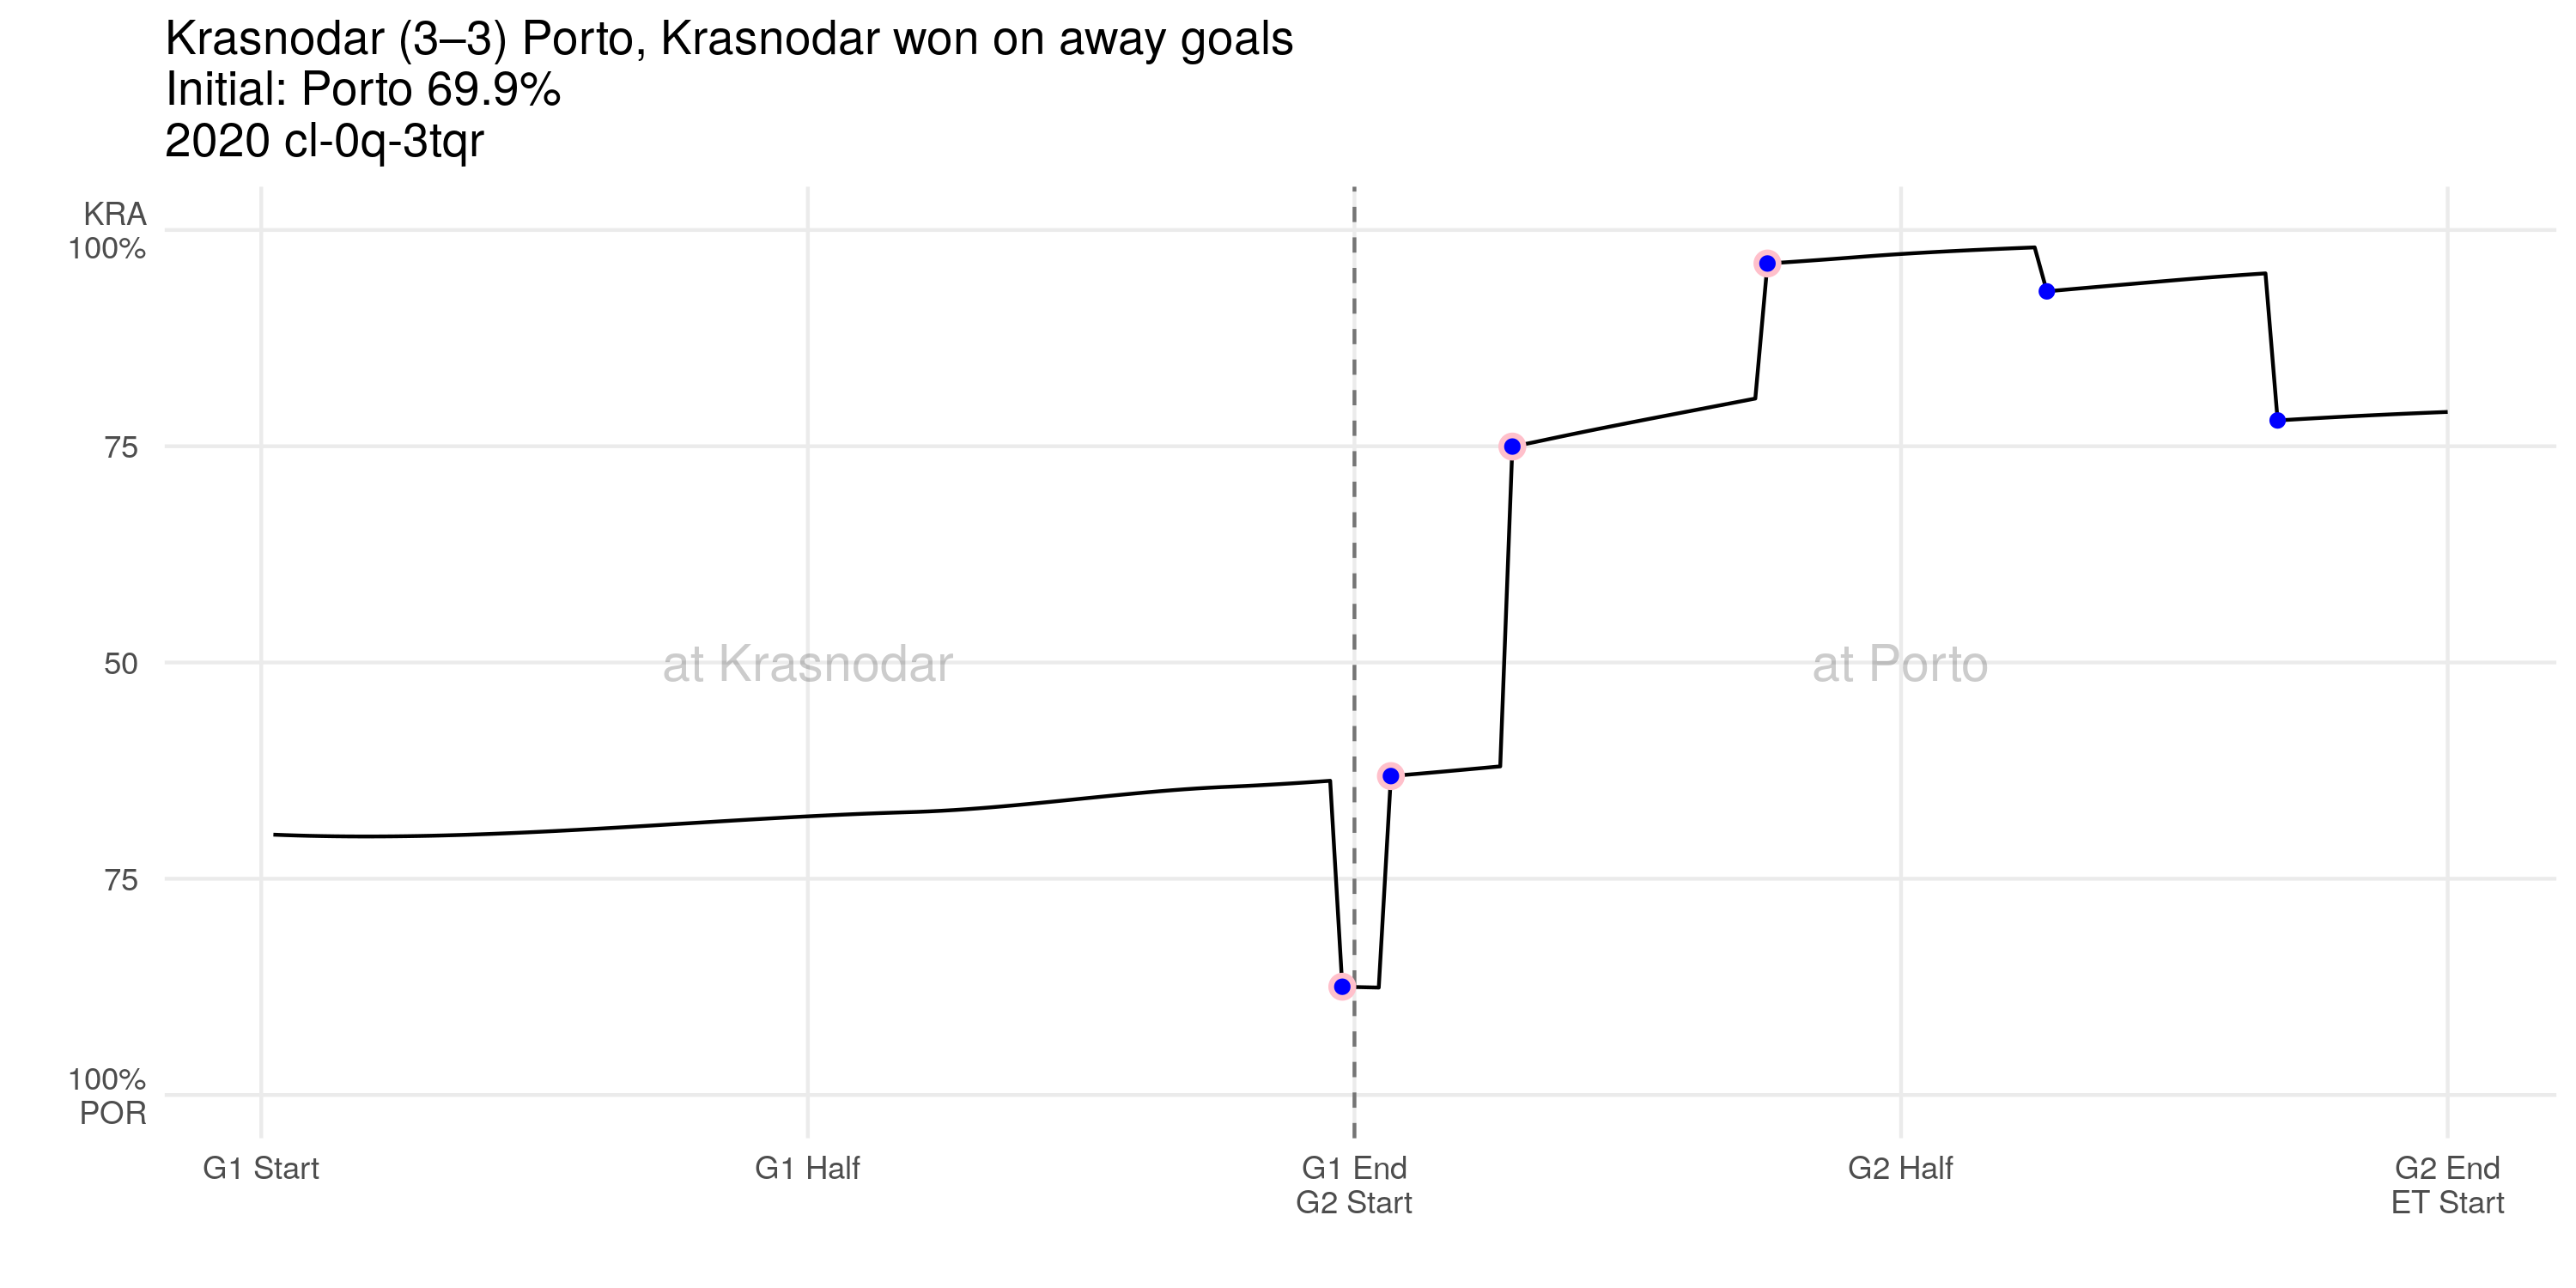 Krasnodar (3–3) Porto, Krasnodar won on away goals
Initial: Porto 69.9%
2020 cl-0q-3tqr
KRA
100%
75
50
75
100%
POR
at Krasnodar
at Porto
G1 Start
G1 Half
G1 End
G2 Start
G2 Half
G2 End
ET Start